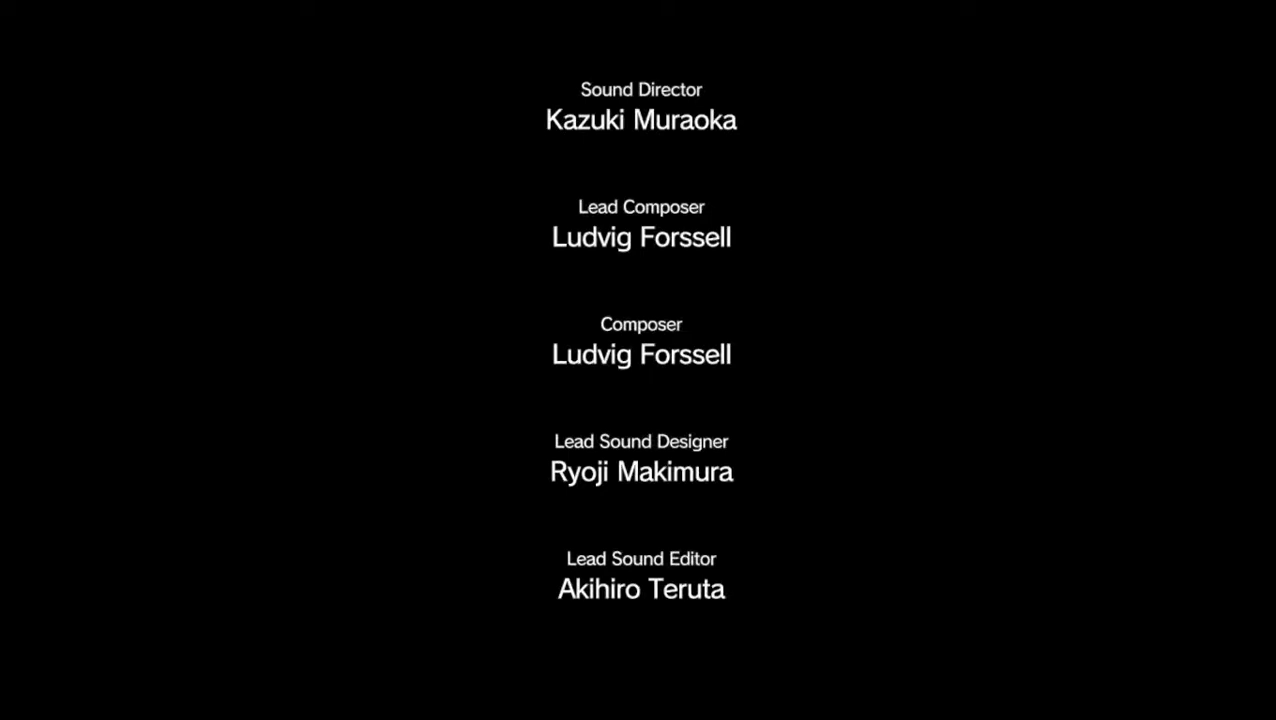 Sound Director
Kazuki Muraoka
Lead Composer
Ludvig Forssell
Composer
Ludvig Forssell
Lead Sound Designer
Ryoji Makimura
Lead Sound Editor
Akihiro Teruta